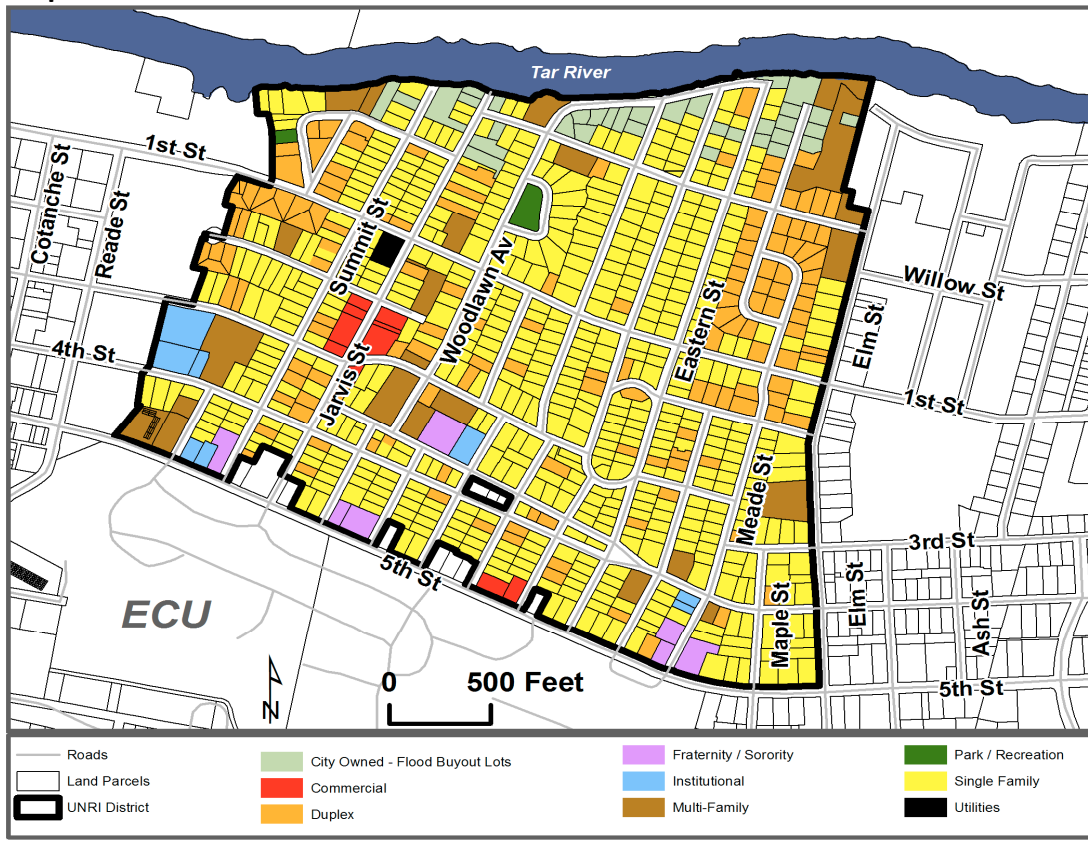 Tar River
1st St
Cotanche St
Reade St
Summit St
Woodlawn Av
Willow St
Eastern St
Elm St
4th St
Jarvis St
1st St
Meade St
3rd St
5th St
Maple St
Elm St
Ash St
ECU
5th St
0 500 Feet
N
Roads
Land Parcels
UNRI District
City Owned - Flood Buyout Lots
Commercial
Duplex
Fraternity / Sorority
Institutional
Multi-Family
Park / Recreation
Single Family
Utilities